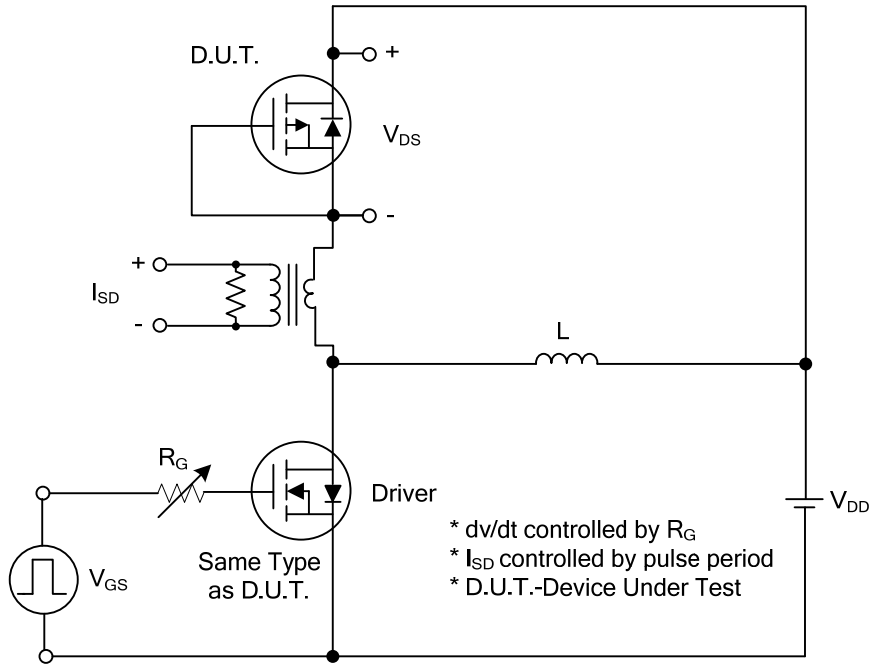 D.U.T.
+
V_DS
-
+
I_SD
-
L
R_G
Driver
V_DD
V_GS
Same Type
as D.U.T.
* dv/dt controlled by R_G
* I_SD controlled by pulse period
* D.U.T.-Device Under Test